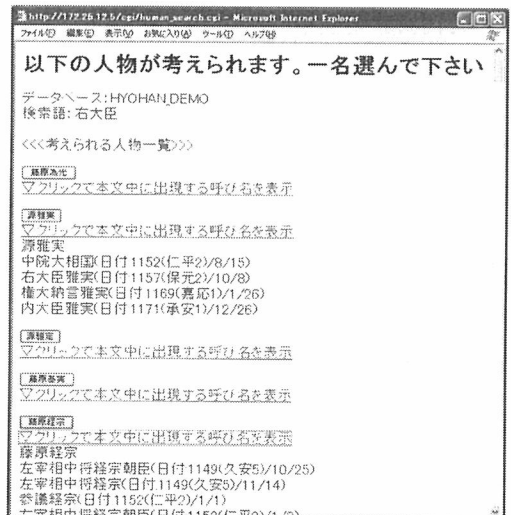 http://172.26.12.5/cgi/human_search.cgi - Microsoft Internet Explorer
ファイル(F) 編集(E) 表示(V) お気に入り(A) ツール(T) ヘルプ(H)
以下の人物が考えられます。一名選んで下さい
データベース:HYOHAN_DEMO
検索語:右大臣
<<<考えられる人物一覧>>>
藤原為光
▽クリックで本文中に出現する呼び名を表示
源雅実
▽クリックで本文中に出現する呼び名を表示
源雅実
中院大相国(日付1152(仁平2)/8/15)
右大臣雅実(日付1157(保元2)/10/8)
権大納言雅実(日付1169(嘉応1)/1/26)
内大臣雅実(日付1171(承安1)/12/26)
源雅定
▽クリックで本文中に出現する呼び名を表示
藤原基実
▽クリックで本文中に出現する呼び名を表示
藤原経宗
▽クリックで本文中に出現する呼び名を表示
藤原経宗
左宰相中将経宗朝臣(日付1149(久安5)/10/25)
左宰相中将(日付1149(久安5)/11/14)
参議経宗(日付1152(仁平2)/1/1)